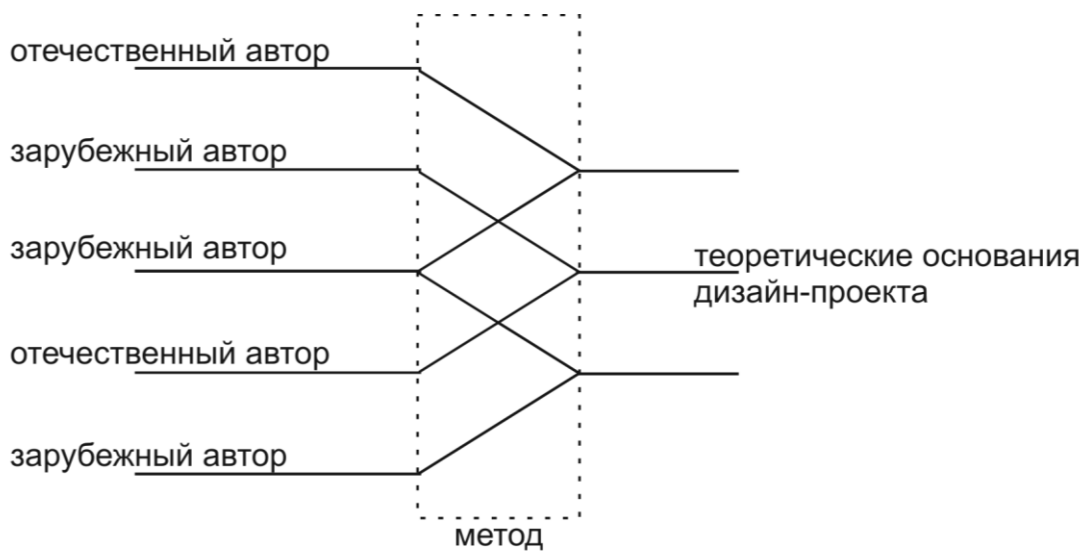 отечественный автор
зарубежный автор
зарубежный автор
теоретические основания
дизайн-проекта
отечественный автор
зарубежный автор
метод